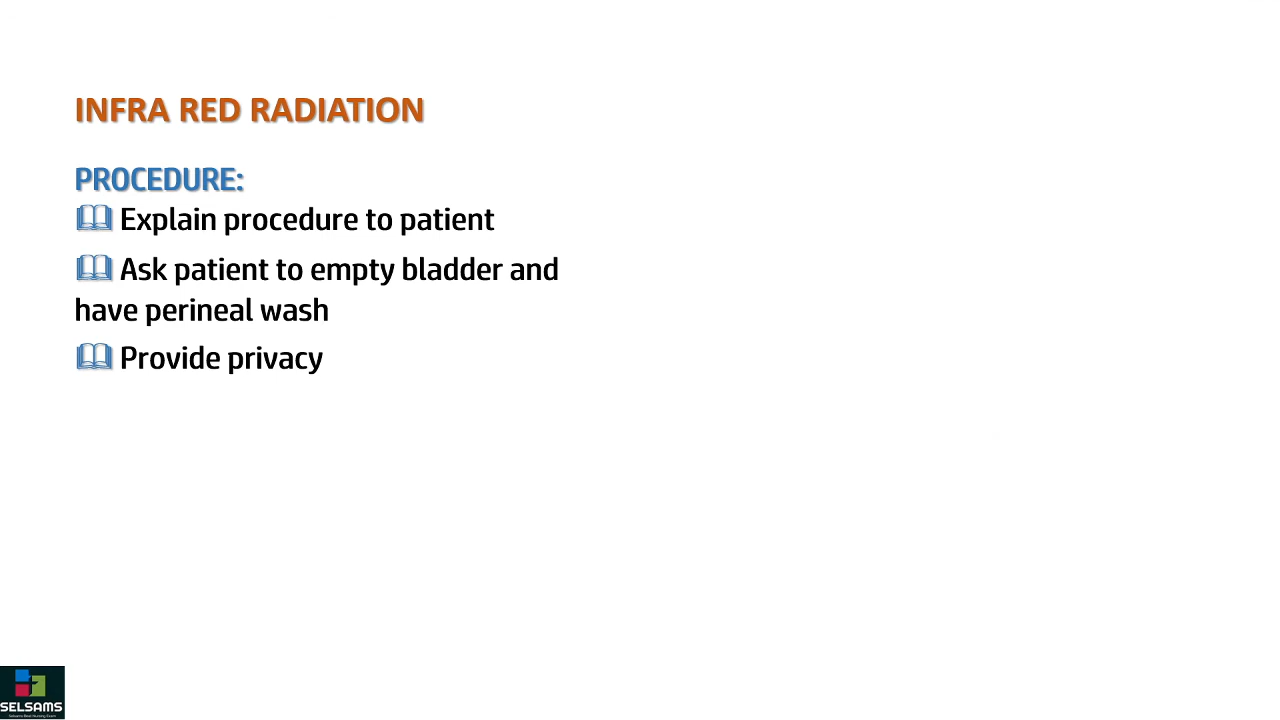 INFRA RED RADIATION
PROCEDURE:
Explain procedure to patient
Ask patient to empty bladder and
have perineal wash
Provide privacy
SELSAMS